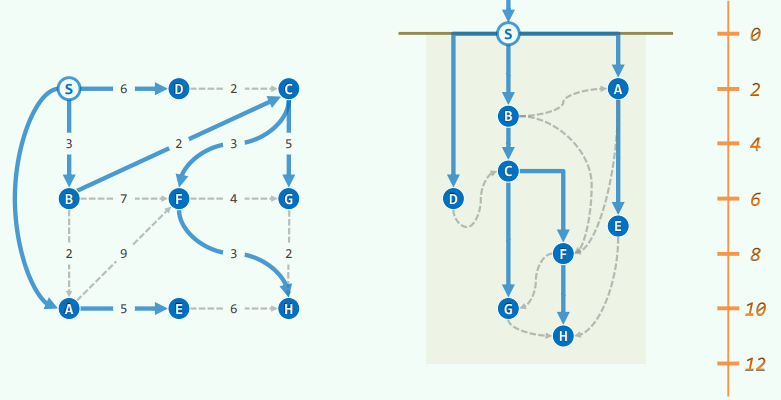 S 0
S 6 D 2 C 2 A
3 2 3 5 B 4
C
B 7 F 4 G D 6
E
2 9 3 2 F 8
A 5 E 6 H G 10
H
12